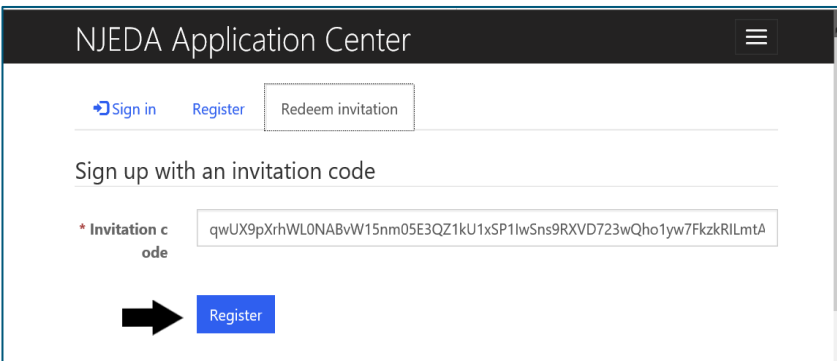 NJEDA Application Center
Sign in Register Redeem invitation
Sign up with an invitation code
* Invitation c
ode
qwUX9pXrhWL0NABvW15nm05E3QZ1kU1xSP1IwSns9RXVD723wQho1yw7FkzkRILmtA
Register